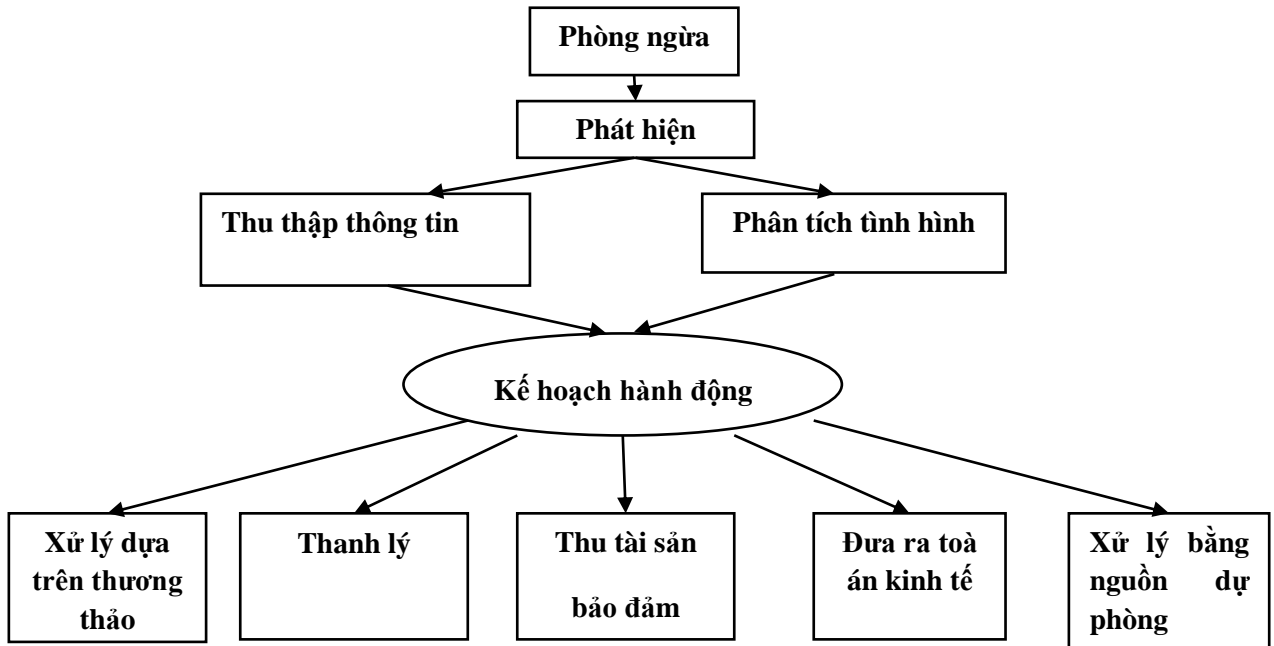 Phòng ngừa
Phát hiện
Thu thập thông tin
Phân tích tình hình
Kế hoạch hành động
Xử lý dựa
trên thương
thảo
Thanh lý
Thu tài sản
bảo đảm
Đưa ra toà
án kinh tế
Xử lý bằng
nguồn dự
phòng